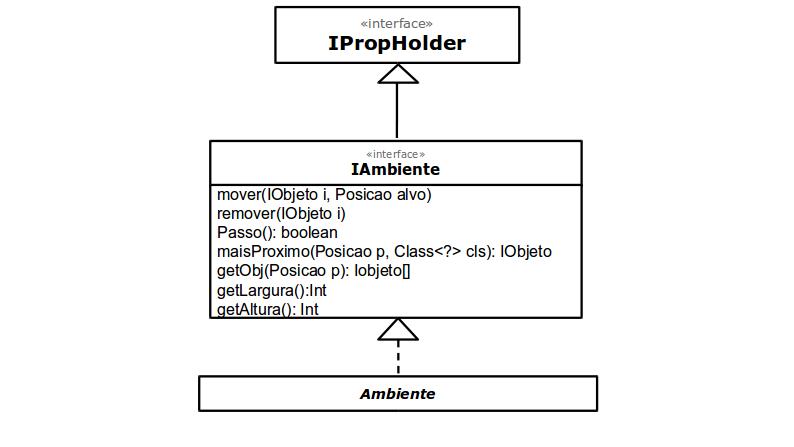 «interface»
IPropHolder
«interface»
IAmbiente
mover(IObjeto i, Posicao alvo)
remover(IObjeto i)
Passo(): boolean
maisProximo(Posicao p, Class<?> cls): IObjeto
getObj(Posicao p): Iobjeto[]
getLargura():Int
getAltura(): Int
Ambiente